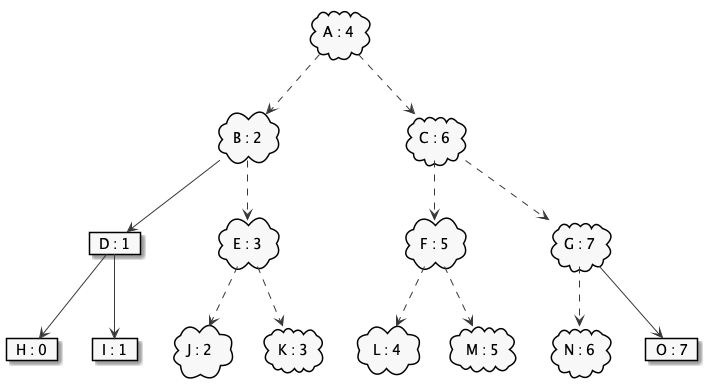 A : 4
B : 2
C : 6
D : 1
E : 3
F : 5
G : 7
H : 0
I : 1
J : 2
K : 3
L : 4
M : 5
N : 6
O : 7